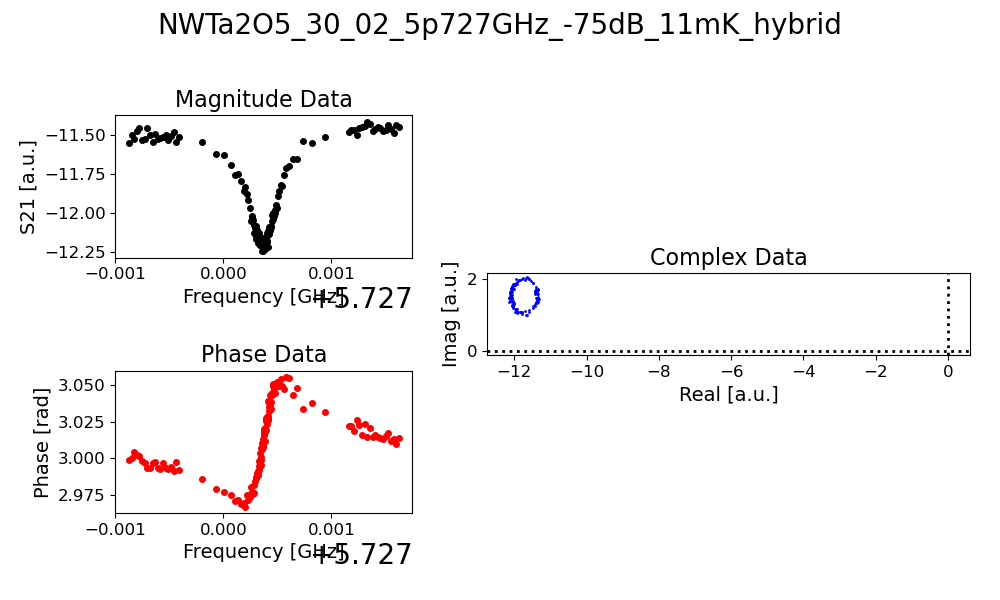 NWTa2O5_30_02_5p727GHz_-75dB_11mK_hybrid
Magnitude Data
S21 [a.u.]
−11.50
−11.75
−12.00
−12.25
−0.001 0.000 0.001
Frequency [GHz]
+5.727
Phase Data
Phase [rad]
3.050
3.025
3.000
2.975
−0.001 0.000 0.001
Frequency [GHz]
+5.727
Complex Data
Imag [a.u.]
2
0
−12 −10 −8 −6 −4 −2 0
Real [a.u.]